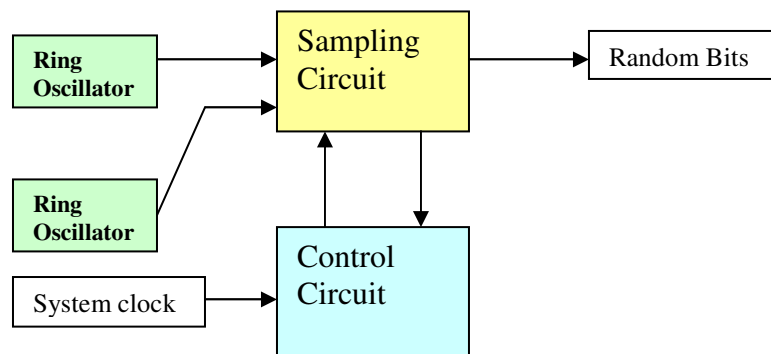 Ring
Oscillator
Sampling
Circuit
Random Bits
Ring
Oscillator
System clock
Control
Circuit